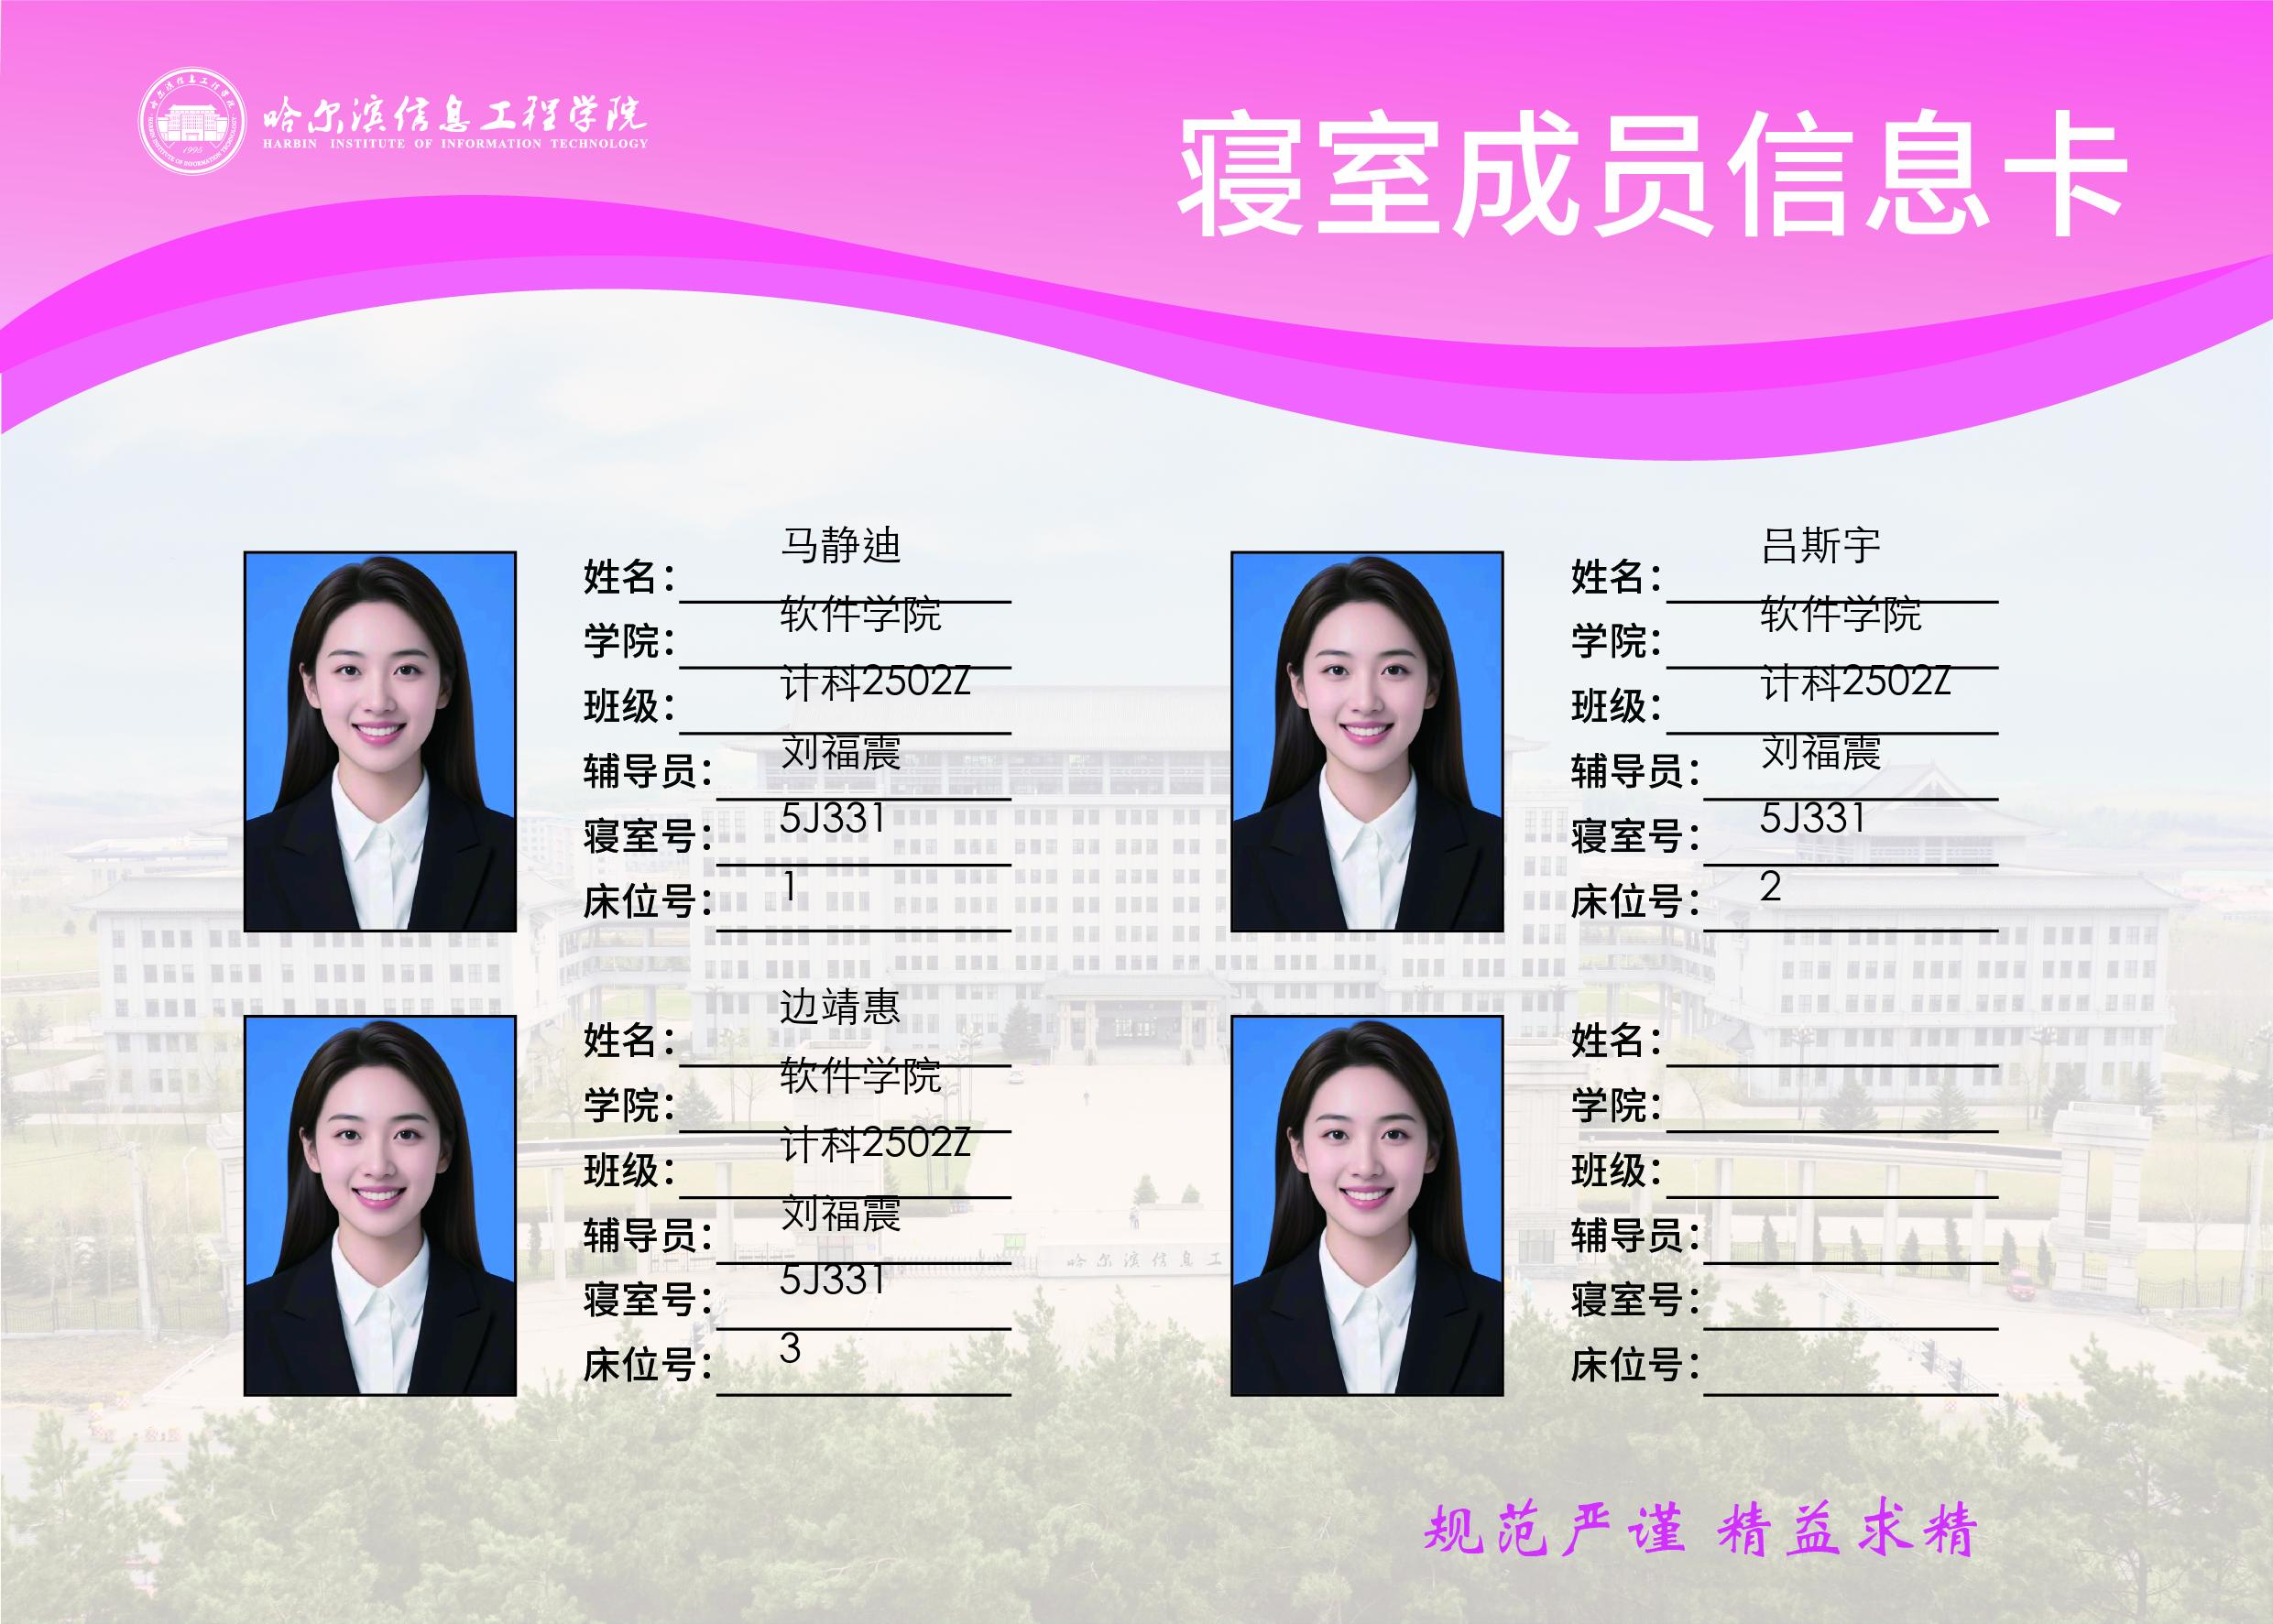 哈尔滨信息工程学院
HARBIN INSTITUTE OF INFORMATION TECHNOLOGY
1995
寝室成员信息卡
姓名：马静迪
学院：软件学院
班级：计科2502Z
辅导员：刘福震
寝室号：5J331
床位号：1
姓名：吕斯宇
学院：软件学院
班级：计科2502Z
辅导员：刘福震
寝室号：5J331
床位号：2
姓名：边靖惠
学院：软件学院
班级：计科2502Z
辅导员：刘福震
寝室号：5J331
床位号：3
姓名：
学院：
班级：
辅导员：
寝室号：
床位号：
哈尔滨信息工
规范严谨 精益求精